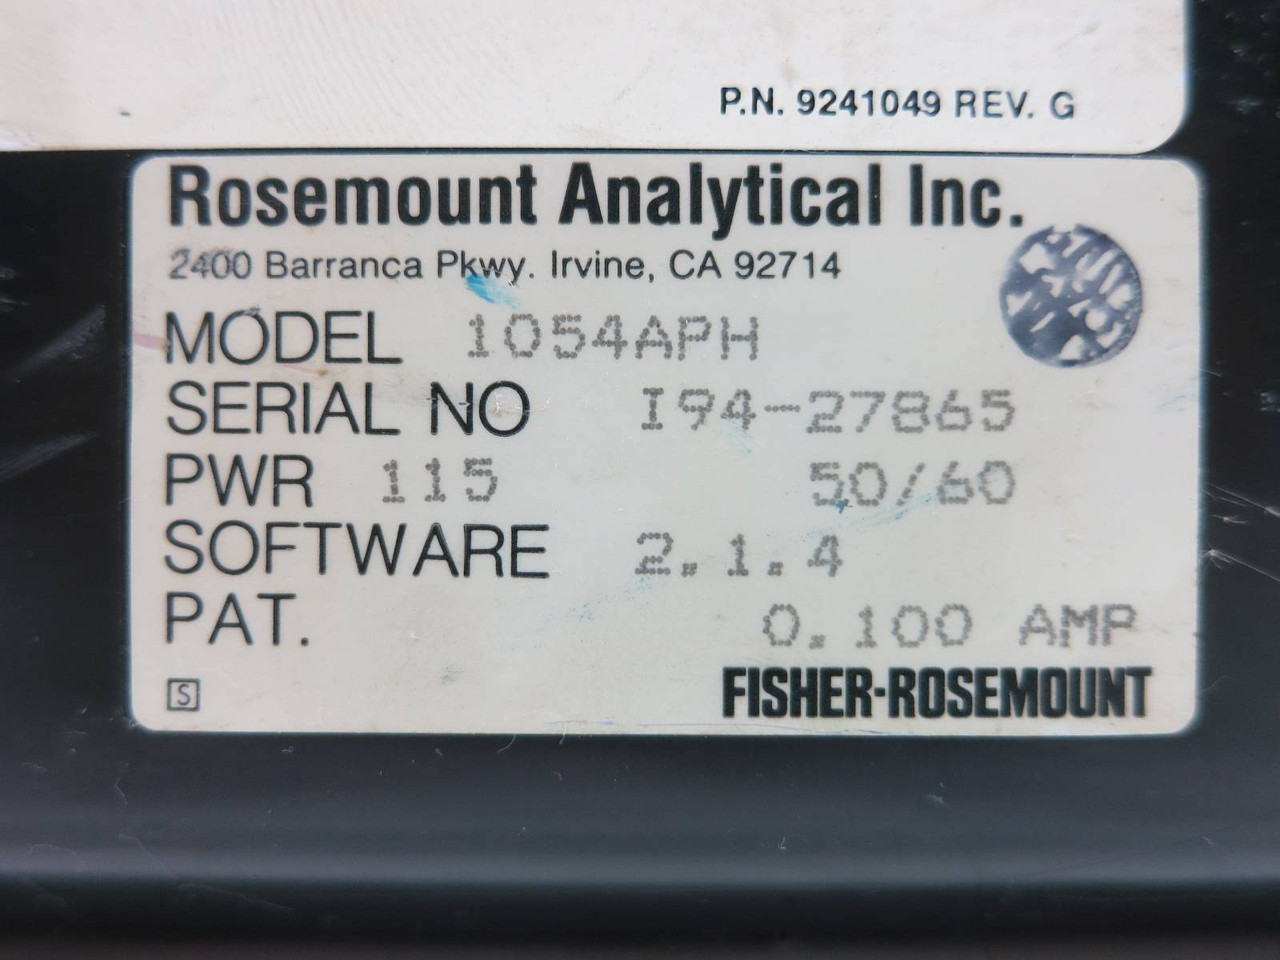 P.N. 9241049 REV. G
Rosemount Analytical Inc.
2400 Barranca Pkwy. Irvine, CA 92714
MODEL 1054APH
SERIAL NO I94-27865
PWR 115 50/60
SOFTWARE 2.1.4
PAT. 0.100 AMP
S FISHER-ROSEMOUNT